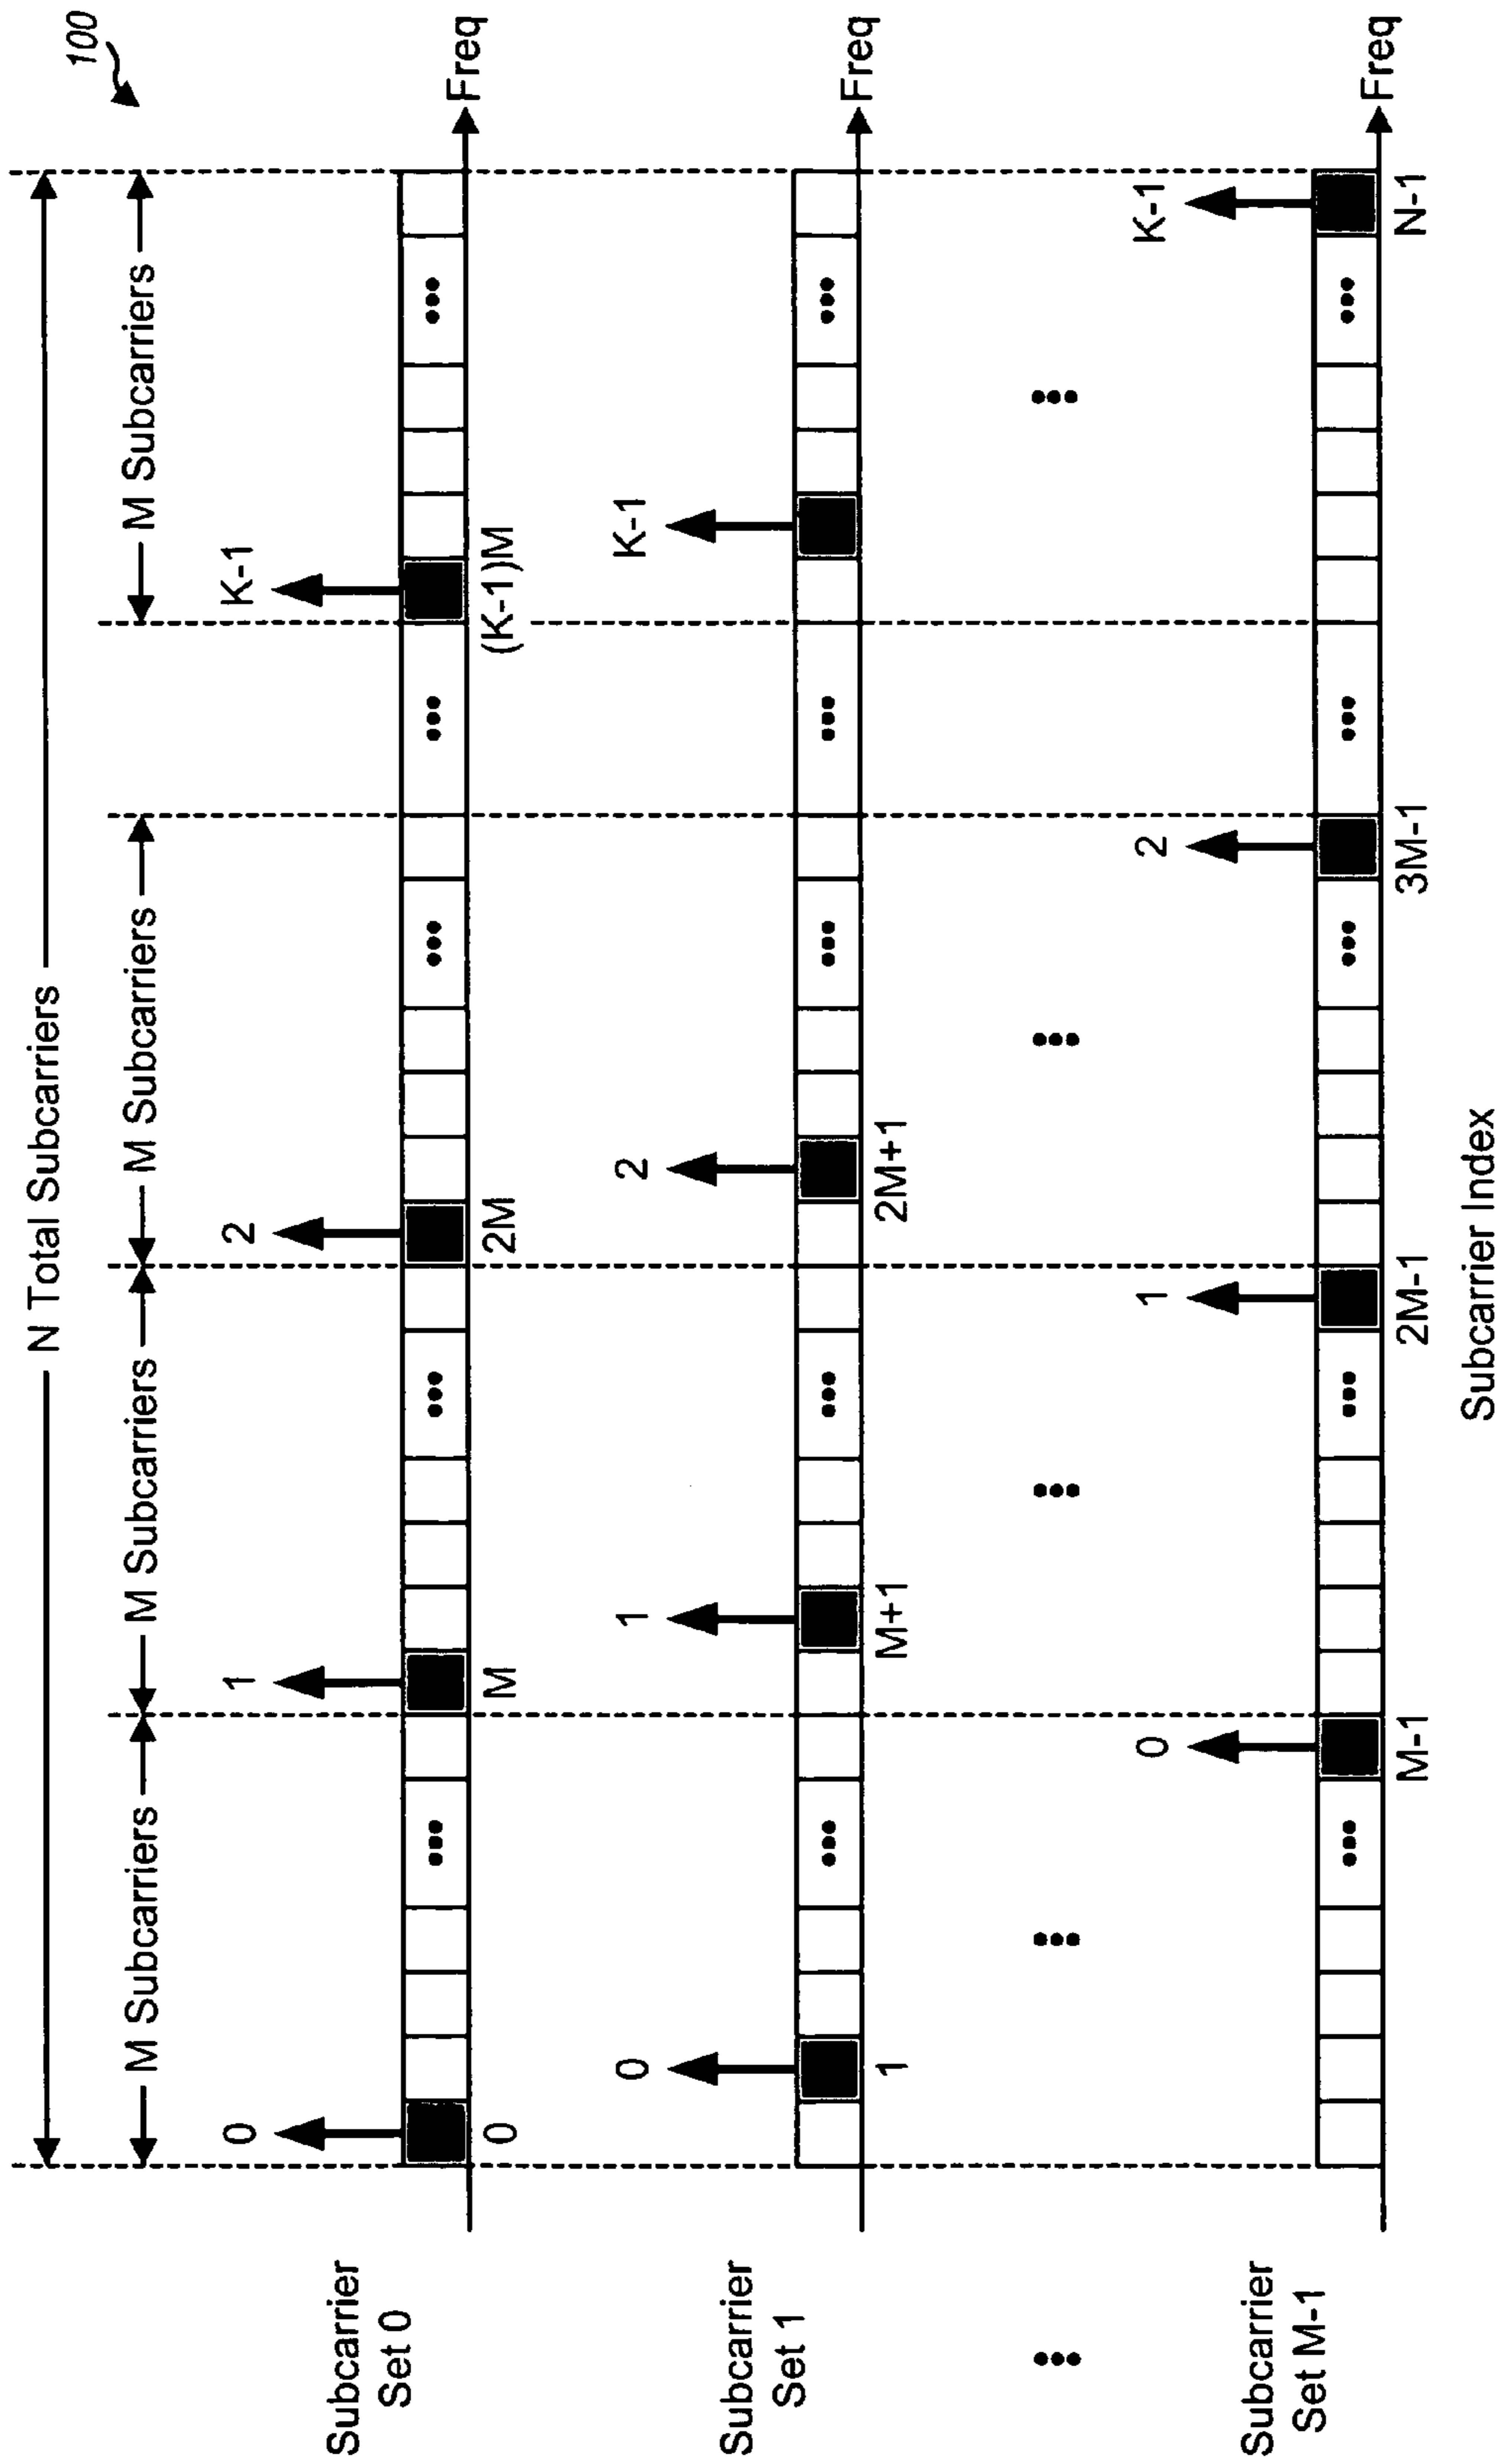 100
N Total Subcarriers
M Subcarriers M Subcarriers M Subcarriers M Subcarriers
Subcarrier
Set 0
0 1 2 K-1
Freq
0 M 2M (K-1)M
Subcarrier
Set 1
0 1 2 K-1
Freq
1 M+1 2M+1
Subcarrier
Set M-1
0 1 2 K-1
Freq
M-1 2M-1 3M-1 N-1
Subcarrier Index